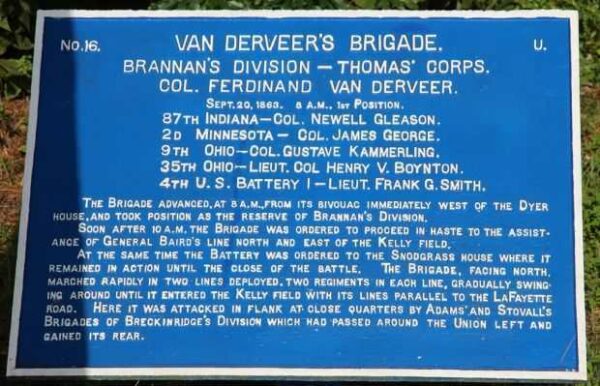 No.16. VAN DERVEER'S BRIGADE. U.
BRANNAN'S DIVISION – THOMAS' CORPS.
COL. FERDINAND VAN DERVEER.
SEPT. 20, 1863. 8 A.M., 1ST POSITION.
87TH INDIANA – COL. NEWELL GLEASON.
2D MINNESOTA – COL. JAMES GEORGE.
9TH OHIO – COL. GUSTAVE KAMMERLING.
35TH OHIO – LIEUT. COL HENRY V. BOYNTON.
4TH U.S. BATTERY I – LIEUT. FRANK G. SMITH.
THE BRIGADE ADVANCED, AT 8 A.M., FROM ITS BIVOUAC IMMEDIATELY WEST OF THE DYER
HOUSE, AND TOOK POSITION AS THE RESERVE OF BRANNAN'S DIVISION.
SOON AFTER 10 A.M. THE BRIGADE WAS ORDERED TO PROCEED IN HASTE TO THE ASSIST-
ANCE OF GENERAL BAIRD'S LINE NORTH AND EAST OF THE KELLY FIELD.
AT THE SAME TIME THE BATTERY WAS ORDERED TO THE SNODGRASS HOUSE WHERE IT
REMAINED IN ACTION UNTIL THE CLOSE OF THE BATTLE. THE BRIGADE, FACING NORTH,
MARCHED RAPIDLY IN TWO LINES DEPLOYED, TWO REGIMENTS IN EACH LINE, GRADUALLY SWING-
ING AROUND UNTIL IT ENTERED THE KELLY FIELD WITH ITS LINES PARALLEL TO THE LAFAYETTE
ROAD. HERE IT WAS ATTACKED IN FLANK AT CLOSE QUARTERS BY ADAMS' AND STOVALL'S
BRIGADES OF BRECKINRIDGE'S DIVISION WHICH HAD PASSED AROUND THE UNION LEFT AND
GAINED ITS REAR.